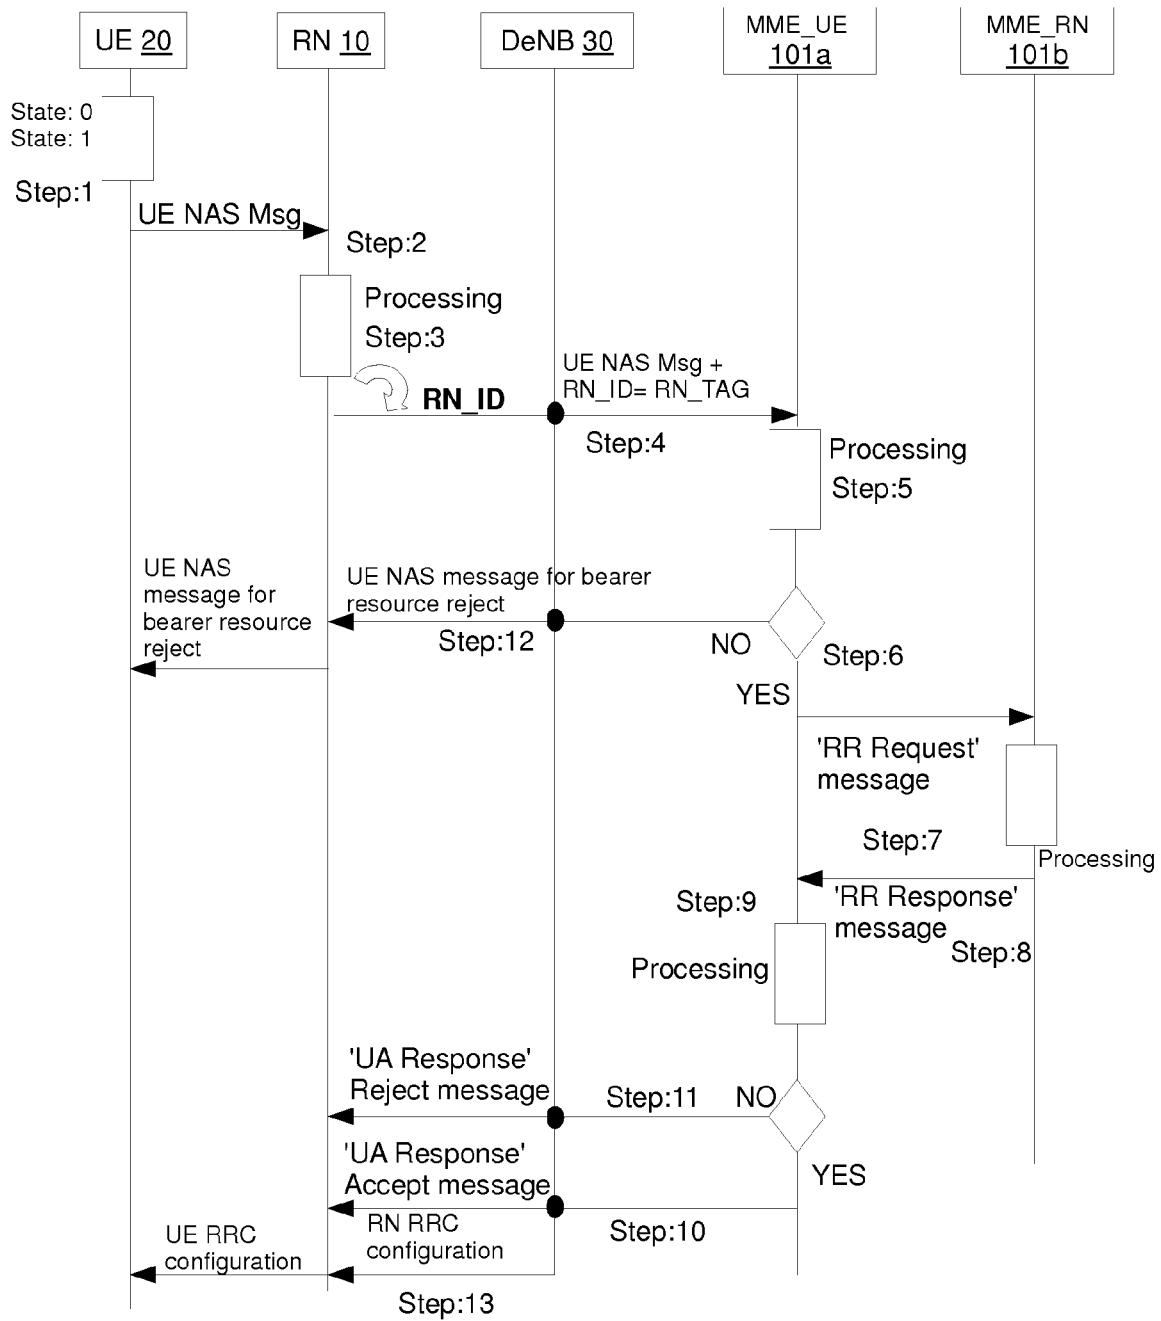 UE 20
RN 10
DeNB 30
MME_UE
101a
MME_RN
101b
State: 0
State: 1
Step:1
UE NAS Msg
Step:2
Processing
Step:3
RN_ID
UE NAS Msg +
RN_ID= RN_TAG
Step:4
Processing
Step:5
UE NAS
message for
bearer resource
reject
UE NAS message for bearer
resource reject
Step:12
NO
Step:6
YES
'RR Request'
message
Step:7
Processing
'RR Response'
message
Step:8
Step:9
Processing
'UA Response'
Reject message
Step:11
NO
'UA Response'
Accept message
YES
Step:10
RN RRC
configuration
UE RRC
configuration
Step:13